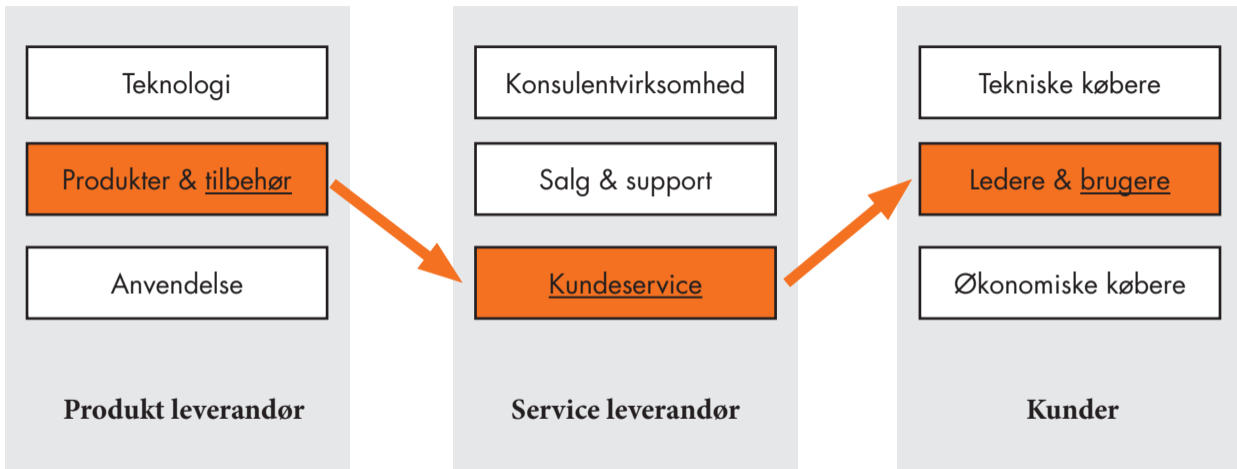 Teknologi
Produkter & tilbehør
Anvendelse
Produkt leverandør
Konsulentvirksomhed
Salg & support
Kundeservice
Service leverandør
Tekniske købere
Ledere & brugere
Økonomiske købere
Kunder